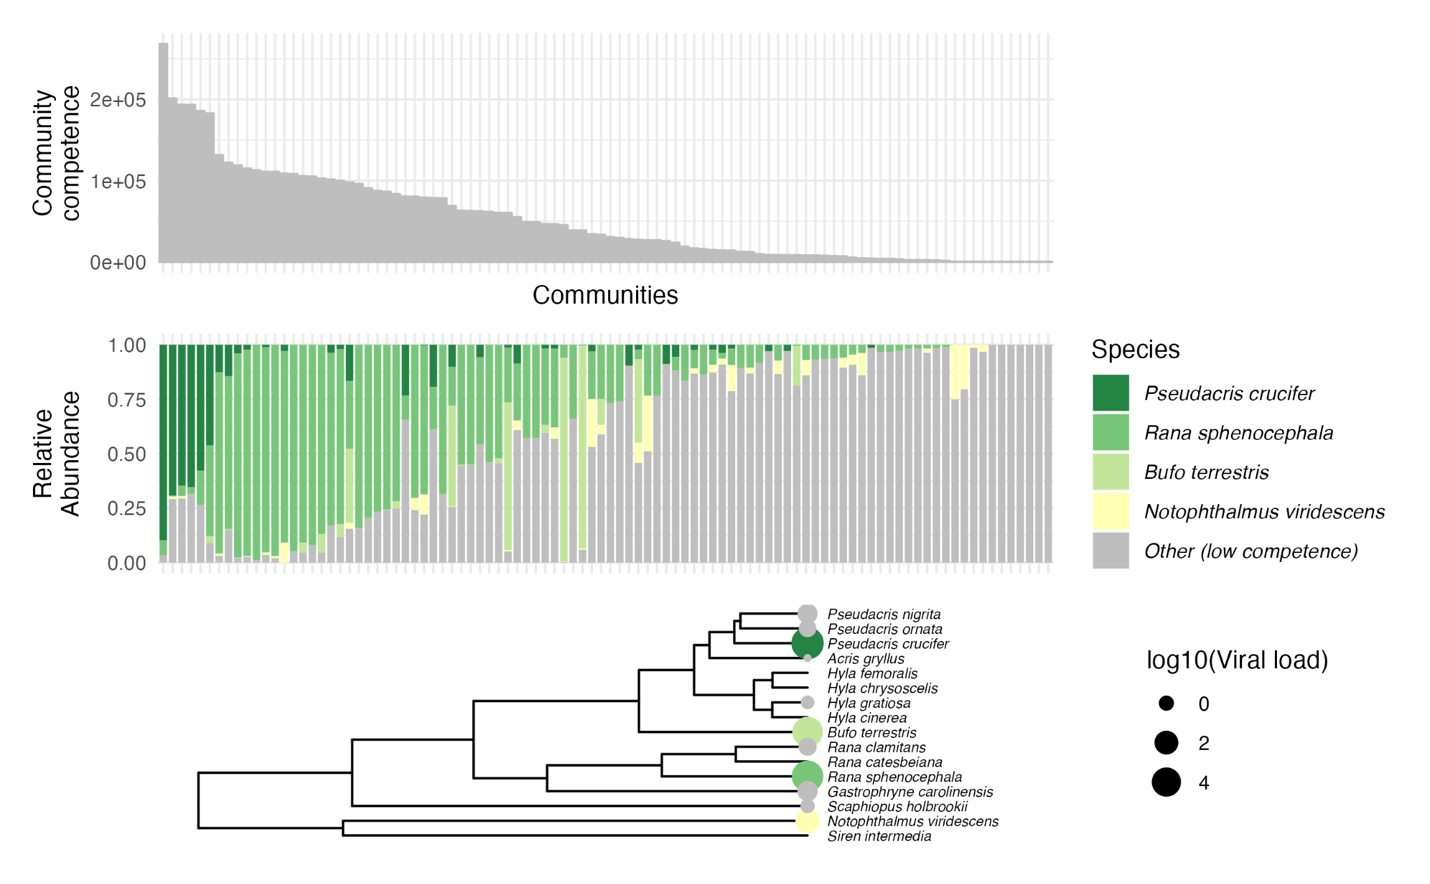 Community
competence
2e+05
1e+05
0e+00
Communities
Relative
Abundance
1.00
0.75
0.50
0.25
0.00
Species
Pseudacris crucifer
Rana sphenocephala
Bufo terrestris
Notophthalmus viridescens
Other (low competence)
Pseudacris nigrita
Pseudacris ornata
Pseudacris crucifer
Acris gryllus
Hyla femoralis
Hyla chrysoscelis
Hyla gratiosa
Hyla cinerea
Bufo terrestris
Rana clamitans
Rana catesbeiana
Rana sphenocephala
Gastrophryne carolinensis
Scaphiopus holbrookii
Notophthalmus viridescens
Siren intermedia
log10(Viral load)
0
2
4